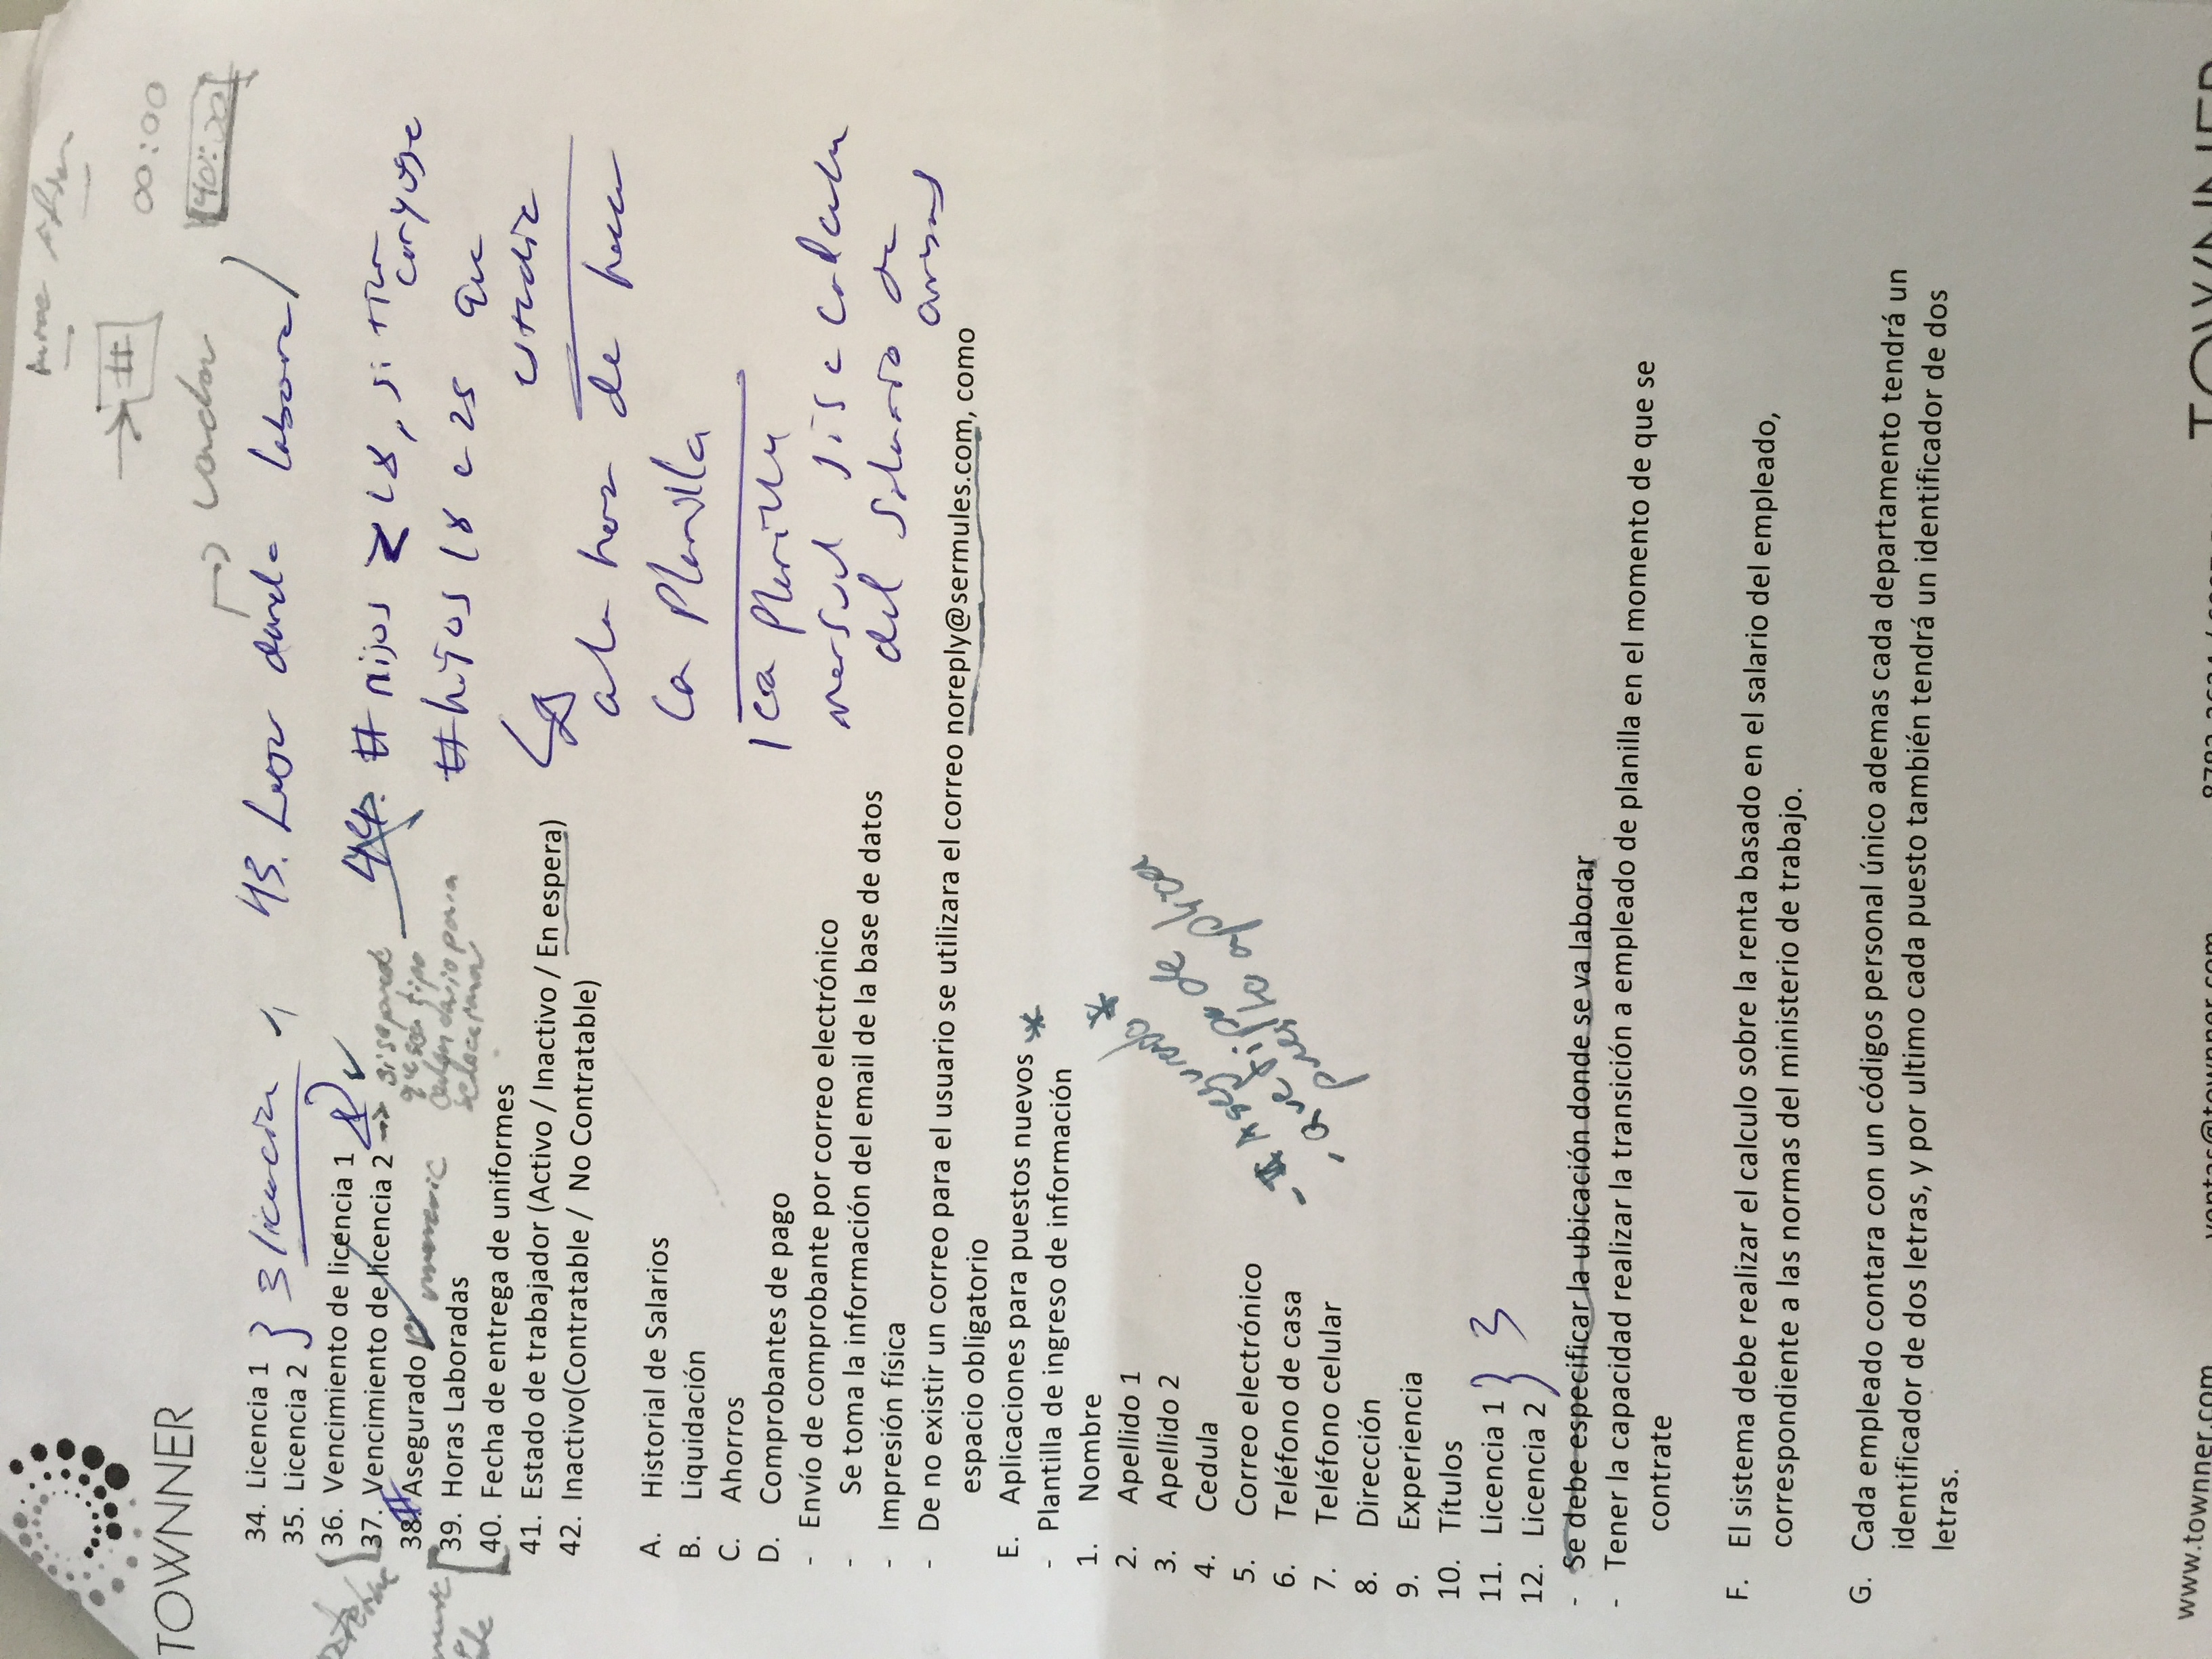 TOWNNER
#
00:00
40:00
34. Licencia 1
35. Licencia 2
3 licencia
43. donde labora
36. Vencimiento de licencia 1
37. Vencimiento de licencia 2 → si se puede
que sea tipo
calendario para
38. # Asegurado
numeric
44. # hijos 18, si
conyuge
39. Horas Laboradas
# hijos 18 a 25 que
estudie
40. Fecha de entrega de uniformes
41. Estado de trabajador (Activo / Inactivo / En espera)
42. Inactivo(Contratable / No Contratable)
a la hora de hacer
la Planilla
1ca Planilla
mensual si se calcula
del salario de
A. Historial de Salarios
B. Liquidación
C. Ahorros
D. Comprobantes de pago
- Envío de comprobante por correo electrónico
- Se toma la información del email de la base de datos
- Impresión física
- De no existir un correo para el usuario se utilizara el correo noreply@sermules.com, como
espacio obligatorio
E. Aplicaciones para puestos nuevos *
- Plantilla de ingreso de información
1. Nombre
2. Apellido 1
3. Apellido 2
4. Cedula
5. Correo electrónico
6. Teléfono de casa
7. Teléfono celular
8. Dirección
9. Experiencia
10. Títulos
11. Licencia 1
12. Licencia 2
3
- # Asegurado *
- que tipo de
puesto aplica
- Se debe especificar la ubicación donde se va laborar
- Tener la capacidad realizar la transición a empleado de planilla en el momento de que se
contrate
F. El sistema debe realizar el calculo sobre la renta basado en el salario del empleado,
correspondiente a las normas del ministerio de trabajo.
G. Cada empleado contara con un códigos personal único ademas cada departamento tendrá un
identificador de dos letras, y por ultimo cada puesto también tendrá un identificador de dos
letras.
www.townner.com
ventas@townner.com
TOWNNER